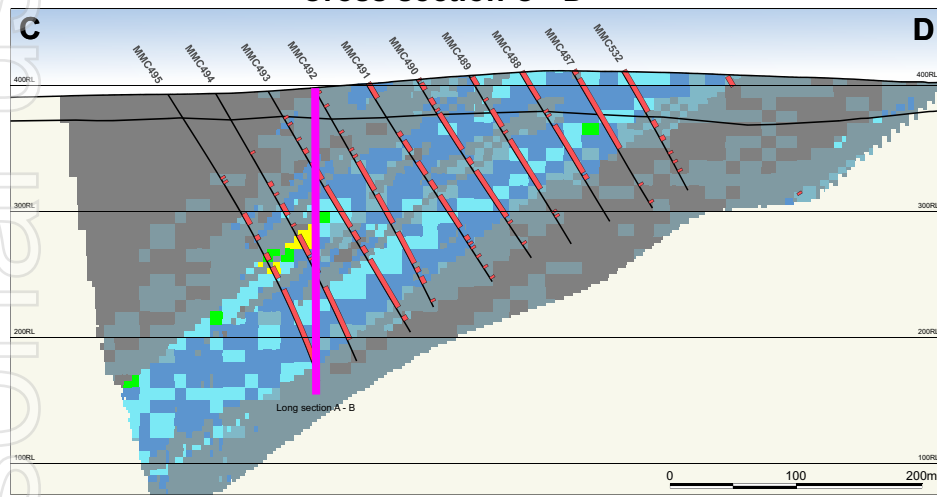 C
D
MMC495
MMC494
MMC493
MMC492
MMC491
MMC490
MMC489
MMC488
MMC487
MMC532
400RL
400RL
300RL
300RL
200RL
200RL
100RL
100RL
Long section A - B
0 100 200m